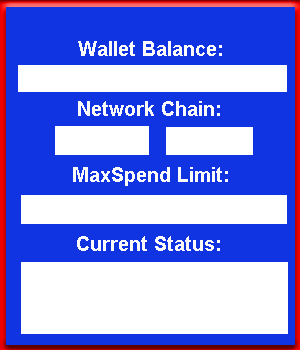 Wallet Balance:
Network Chain:
MaxSpend Limit:
Current Status: